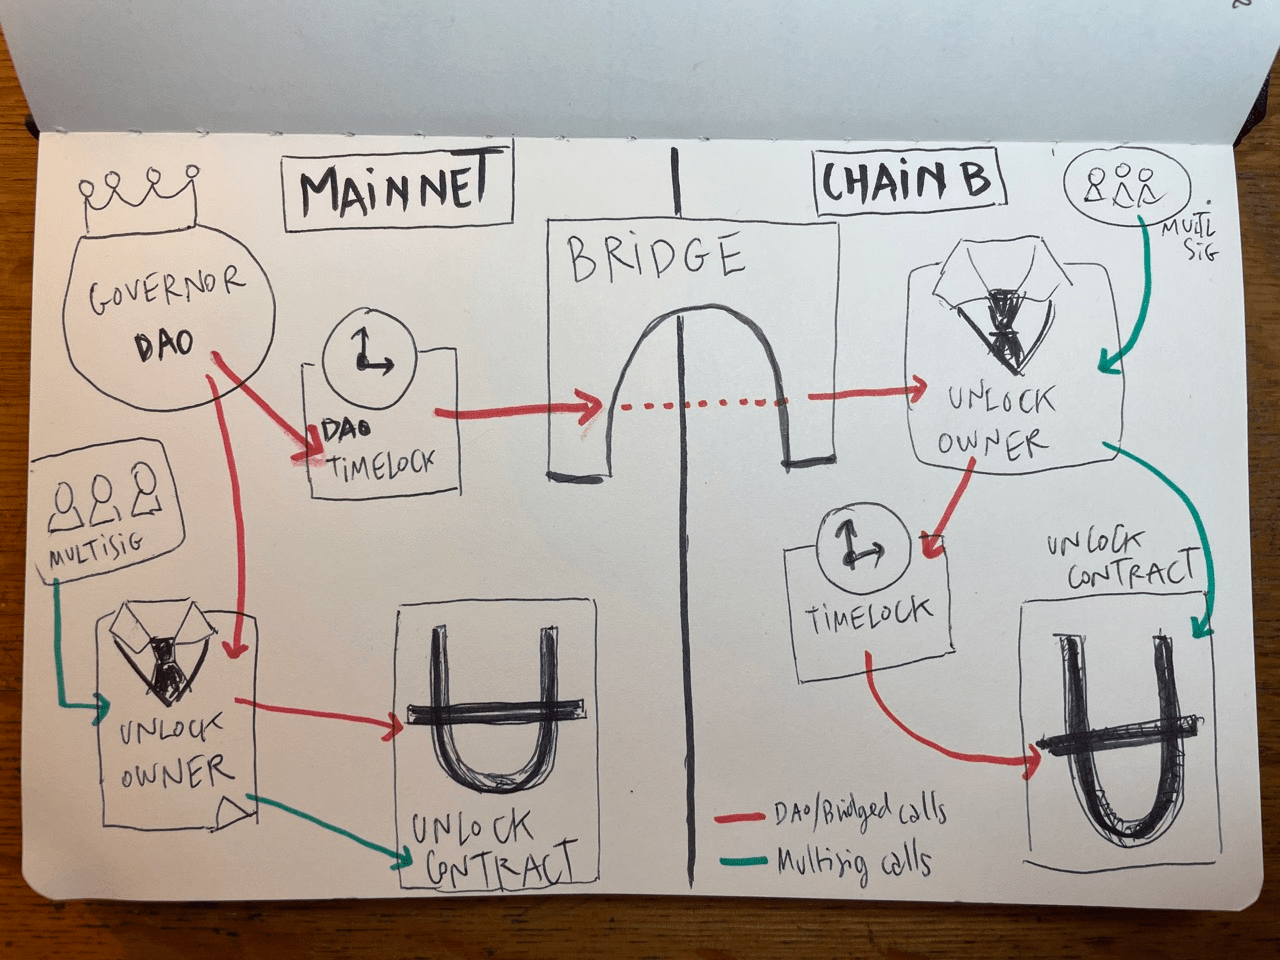 MAINNET
CHAIN B
MULTI
SIG
BRIDGE
GOVERNOR
DAO
UNLOCK
OWNER
DAO
TIMELOCK
MULTISIG
UNLOCK
CONTRACT
TIMELOCK
UNLOCK
OWNER
UNLOCK
CONTRACT
DAO/Bridged calls
Multisig calls